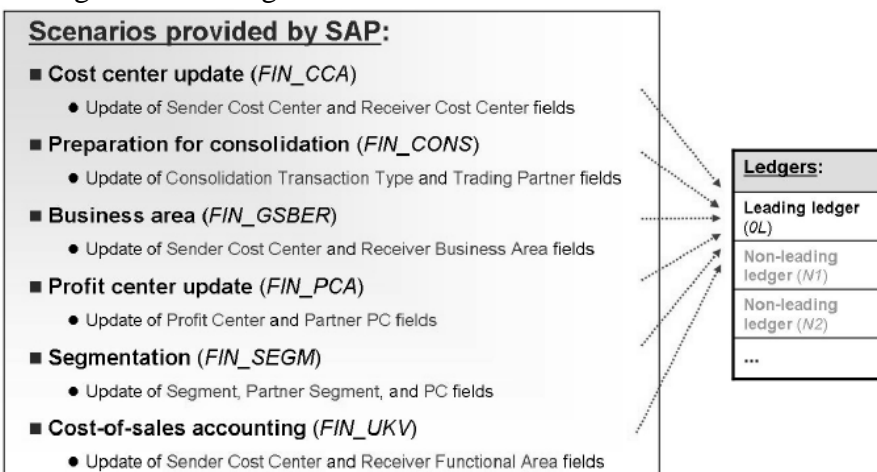 Scenarios provided by SAP:
■ Cost center update (FIN_CCA)
● Update of Sender Cost Center and Receiver Cost Center fields
■ Preparation for consolidation (FIN_CONS)
● Update of Consolidation Transaction Type and Trading Partner fields
■ Business area (FIN_GSBER)
● Update of Sender Cost Center and Receiver Business Area fields
■ Profit center update (FIN_PCA)
● Update of Profit Center and Partner PC fields
■ Segmentation (FIN_SEGM)
● Update of Segment, Partner Segment, and PC fields
■ Cost-of-sales accounting (FIN_UKV)
● Update of Sender Cost Center and Receiver Functional Area fields
Ledgers:
Leading ledger
(0L)
Non-leading
ledger (N1)
Non-leading
ledger (N2)
...